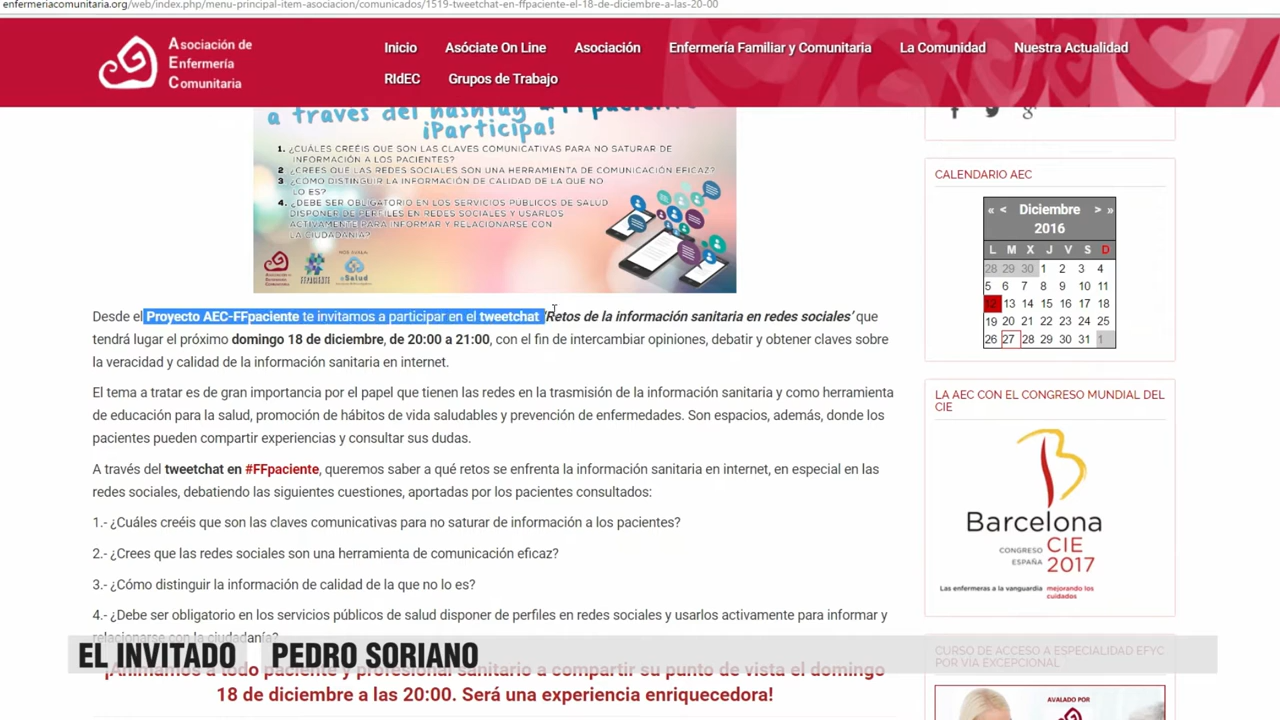 enfermeriacomunitaria.org/web/index.php/menu-principal-item-asociacion/comunicados/1519-tweetchat-en-ffpaciente-el-18-de-diciembre-a-las-20-00
Asociación de
Enfermería
Comunitaria
Inicio Asóciate On Line Asociación Enfermería Familiar y Comunitaria La Comunidad Nuestra Actualidad
RIdEC Grupos de Trabajo
a través del hashtag #FFpaciente
¡Participa!
1. ¿CUÁLES CREÉIS QUE SON LAS CLAVES COMUNICATIVAS PARA NO SATURAR DE
INFORMACIÓN A LOS PACIENTES?
2 ¿CREES QUE LAS REDES SOCIALES SON UNA HERRAMIENTA DE COMUNICACIÓN EFICAZ?
3 ¿CÓMO DISTINGUIR LA INFORMACIÓN DE CALIDAD DE LA QUE NO
LO ES?
4. ¿DEBE SER OBLIGATORIO EN LOS SERVICIOS PÚBLICOS DE SALUD
DISPONER DE PERFILES EN REDES SOCIALES Y USARLOS
ACTIVAMENTE PARA INFORMAR Y RELACIONARSE CON
LA CIUDADANÍA?
Desde el Proyecto AEC-FFpaciente te invitamos a participar en el tweetchat 'Retos de la información sanitaria en redes sociales' que
tendrá lugar el próximo domingo 18 de diciembre, de 20:00 a 21:00, con el fin de intercambiar opiniones, debatir y obtener claves sobre
la veracidad y calidad de la información sanitaria en internet.
El tema a tratar es de gran importancia por el papel que tienen las redes en la trasmisión de la información sanitaria y como herramienta
de educación para la salud, promoción de hábitos de vida saludables y prevención de enfermedades. Son espacios, además, donde los
pacientes pueden compartir experiencias y consultar sus dudas.
A través del tweetchat en #FFpaciente, queremos saber a qué retos se enfrenta la información sanitaria en internet, en especial en las
redes sociales, debatiendo las siguientes cuestiones, aportadas por los pacientes consultados:
1.- ¿Cuáles creéis que son las claves comunicativas para no saturar de información a los pacientes?
2.- ¿Crees que las redes sociales son una herramienta de comunicación eficaz?
3.- ¿Cómo distinguir la información de calidad de la que no lo es?
4.- ¿Debe ser obligatorio en los servicios públicos de salud disponer de perfiles en redes sociales y usarlos activamente para informar y
relacionarse con la ciudadanía?
¡Animamos a todo paciente y profesional sanitario a compartir su punto de vista el domingo
18 de diciembre a las 20:00. Será una experiencia enriquecedora!
EL INVITADO PEDRO SORIANO
CALENDARIO AEC
« < Diciembre > »
2016
L M X J V S D
28 29 30 1 2 3 4
5 6 7 8 9 10 11
12 13 14 15 16 17 18
19 20 21 22 23 24 25
26 27 28 29 30 31 1
LA AEC CON EL CONGRESO MUNDIAL DEL
CIE
Barcelona
CONGRESO CIE
ESPAÑA 2017
Las enfermeras a la vanguardia mejorando los
cuidados
CURSO DE ACCESO A ESPECIALIDAD EFYC
POR VIA EXCEPCIONAL
AVALADO POR